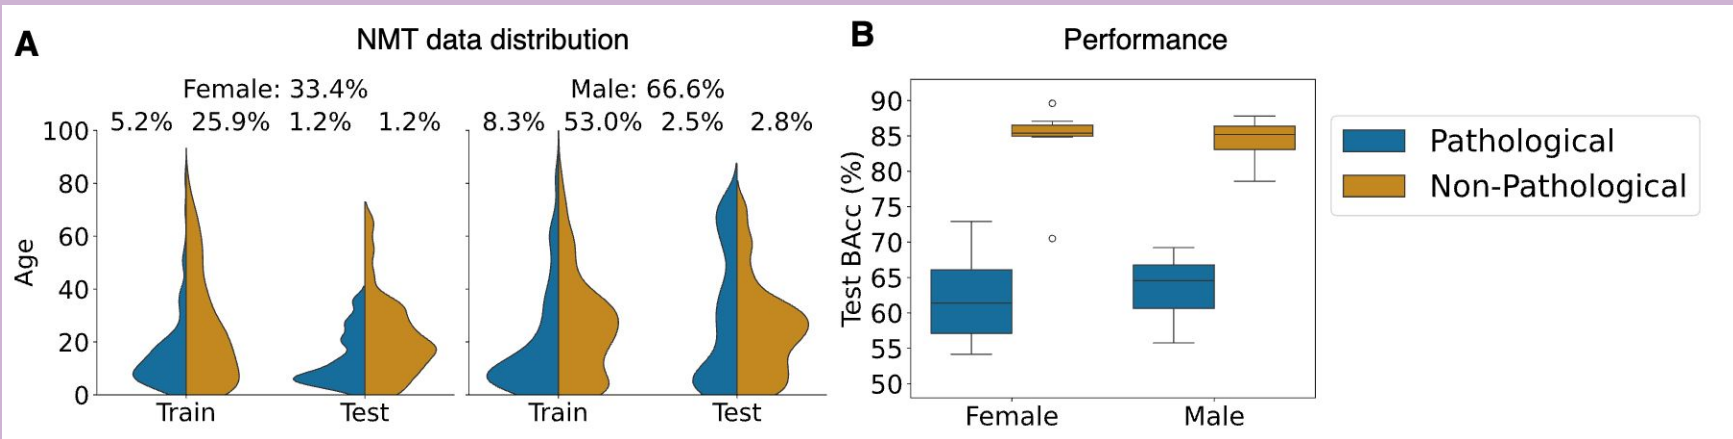 A
NMT data distribution
Female: 33.4%
Male: 66.6%
5.2% 25.9% 1.2% 1.2%
8.3% 53.0% 2.5% 2.8%
100
80
60
40
20
0
Age
Train
Test
Train
Test
B
Performance
90
85
80
75
70
65
60
55
50
Test BAcc (%)
Female
Male
Pathological
Non-Pathological